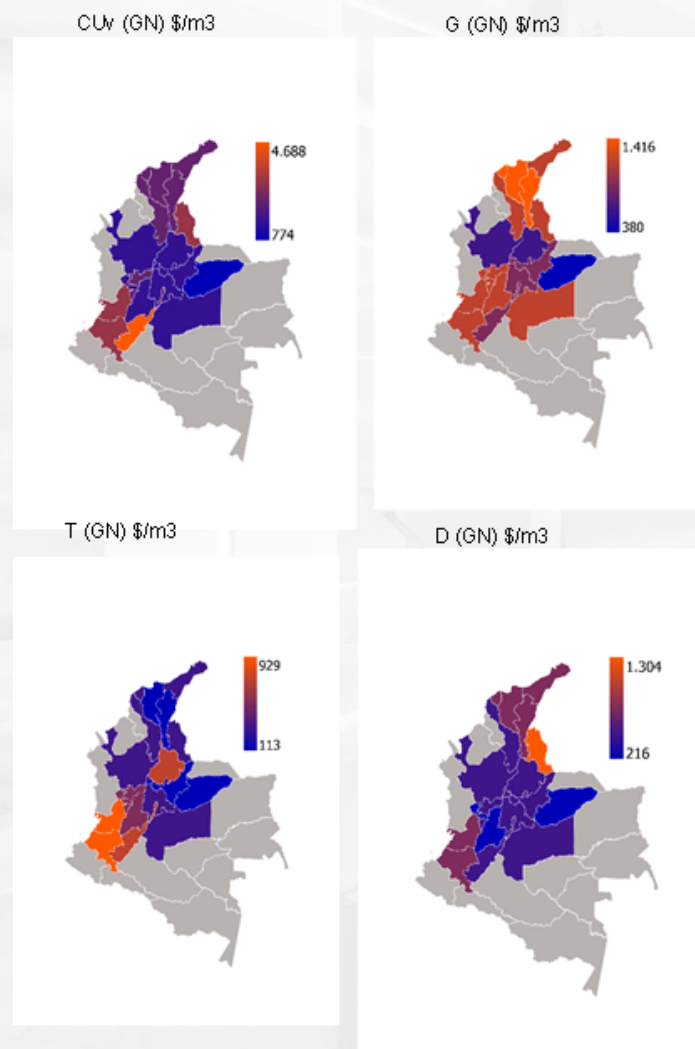 CUv (GN) $/m3
4.688
774
G (GN) $/m3
1.416
380
T (GN) $/m3
929
113
D (GN) $/m3
1.304
216